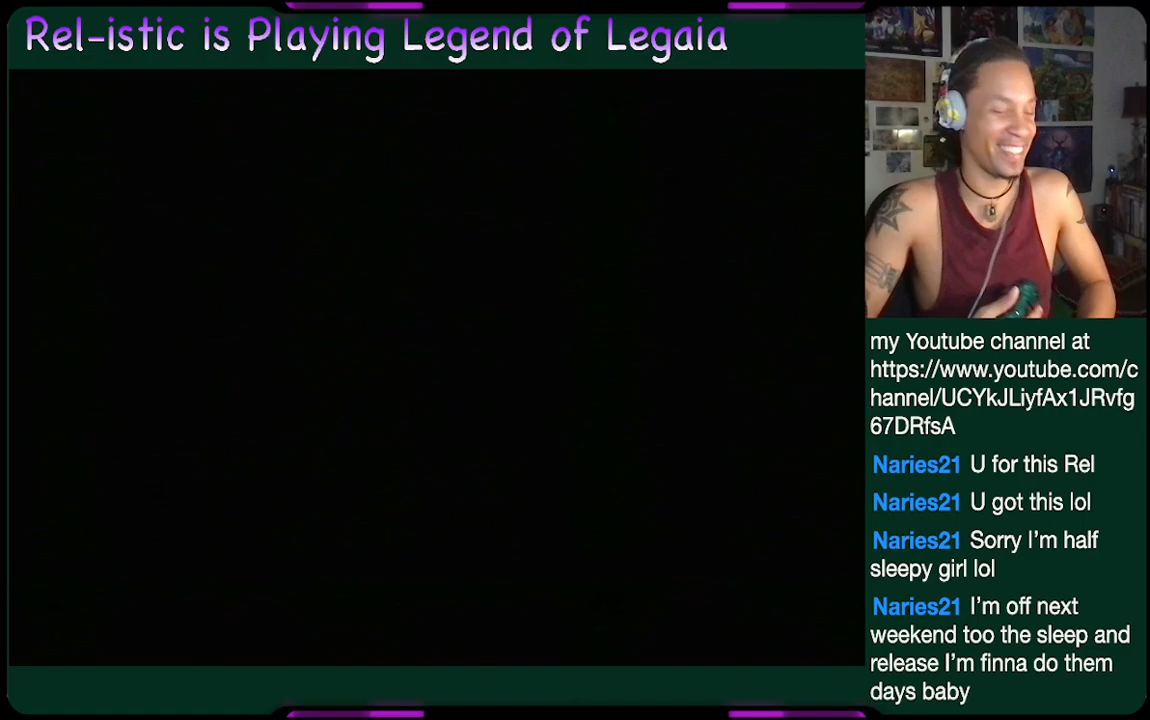 Rel-istic is Playing Legend of Legaia
my Youtube channel at
https://www.youtube.com/c
hannel/UCYkJLiyfAx1JRvfg
67DRfsA
Naries21 U for this Rel
Naries21 U got this lol
Naries21 Sorry I'm half
sleepy girl lol
Naries21 I'm off next
weekend too the sleep and
release I'm finna do them
days baby